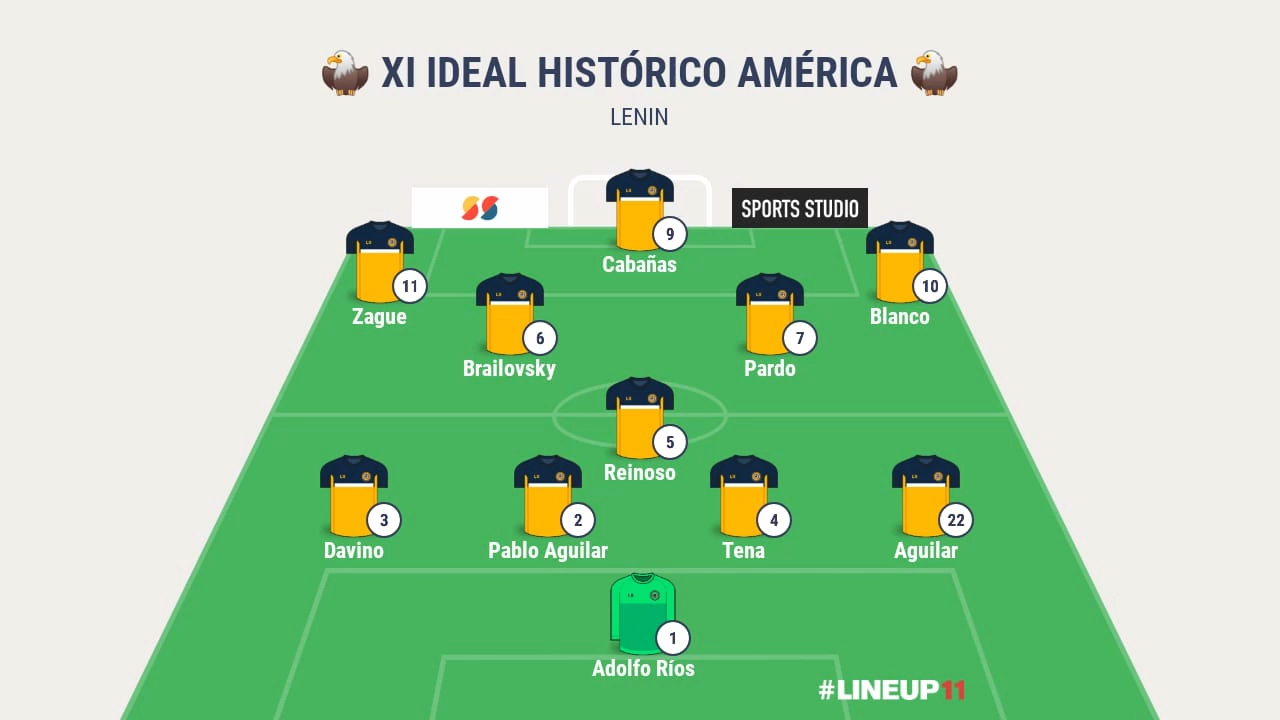 XI IDEAL HISTÓRICO AMÉRICA
LENIN
SPORTS STUDIO
9
Cabañas
11
Zague
10
Blanco
6
Brailovsky
7
Pardo
5
Reinoso
3
Davino
2
Pablo Aguilar
4
Tena
22
Aguilar
1
Adolfo Ríos
#LINEUP11